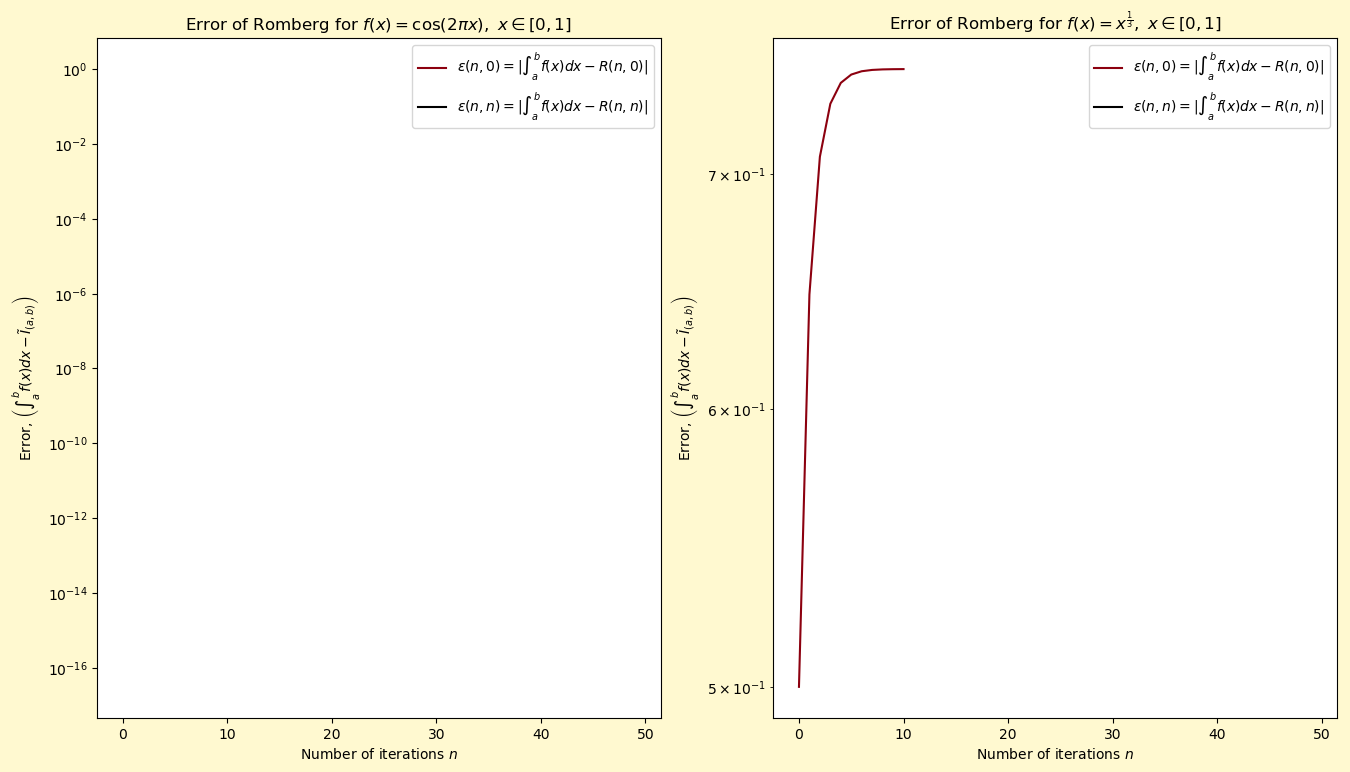 Error of Romberg for f(x) = cos(2πx), x ∈ [0, 1]
ε(n, 0) = |∫_a^b f(x)dx − R(n, 0)|
ε(n, n) = |∫_a^b f(x)dx − R(n, n)|
10^0
10^−2
10^−4
10^−6
10^−8
10^−10
10^−12
10^−14
10^−16
Error, (∫_a^b f(x)dx − Ĩ_(a,b))
0 10 20 30 40 50
Number of iterations n
Error of Romberg for f(x) = x^(1/3), x ∈ [0, 1]
ε(n, 0) = |∫_a^b f(x)dx − R(n, 0)|
ε(n, n) = |∫_a^b f(x)dx − R(n, n)|
7 × 10^−1
6 × 10^−1
5 × 10^−1
Error, (∫_a^b f(x)dx − Ĩ_(a,b))
0 10 20 30 40 50
Number of iterations n